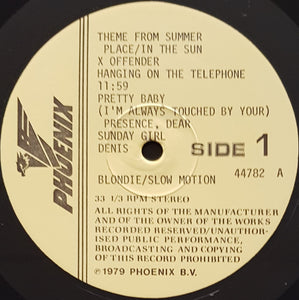 THEME FROM SUMMER
PLACE/IN THE SUN
X OFFENDER
HANGING ON THE TELEPHONE
11:59
PRETTY BABY
(I'M ALWAYS TOUCHED BY YOUR)
PRESENCE, DEAR
SUNDAY GIRL
DENIS
SIDE 1
BLONDIE/SLOW MOTION
44782 A
PHOENIX
33 1/3 RPM STEREO
ALL RIGHTS OF THE MANUFACTURER
AND OF THE OWNER OF THE WORKS
RECORDED RESERVED/UNAUTHOR-
ISED PUBLIC PERFORMANCE,
BROADCASTING AND COPYING
OF THIS RECORD PROHIBITED
℗1979 PHOENIX B.V.